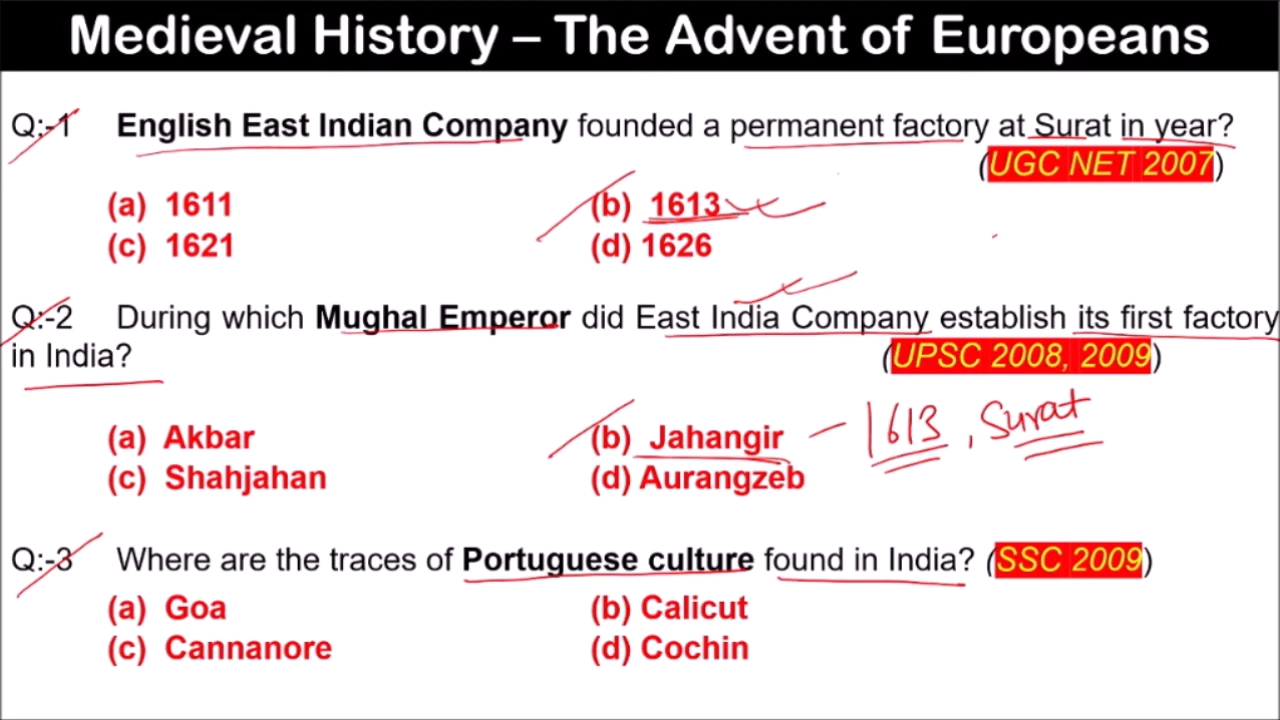 Medieval History – The Advent of Europeans
Q:-1 English East Indian Company founded a permanent factory at Surat in year?
(UGC NET 2007)
(a) 1611 (b) 1613
(c) 1621 (d) 1626
Q:-2 During which Mughal Emperor did East India Company establish its first factory
in India? (UPSC 2008, 2009)
(a) Akbar (b) Jahangir – 1613, Surat
(c) Shahjahan (d) Aurangzeb
Q:-3 Where are the traces of Portuguese culture found in India? (SSC 2009)
(a) Goa (b) Calicut
(c) Cannanore (d) Cochin